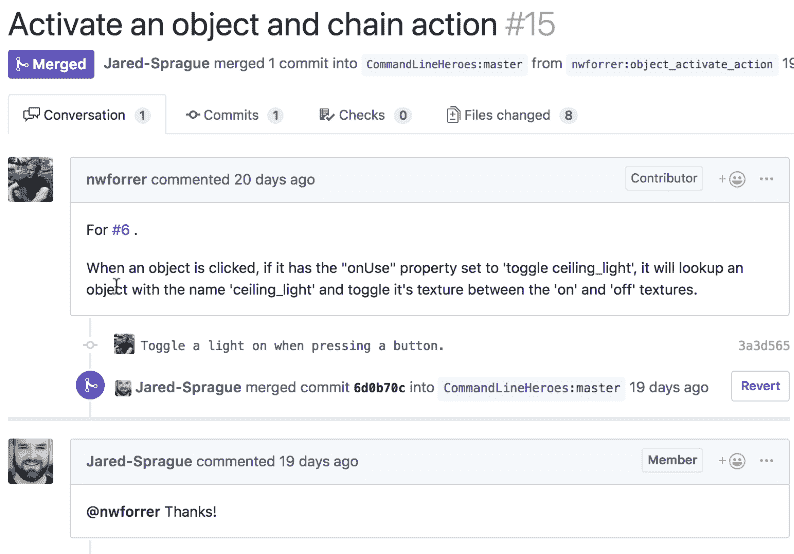 Activate an object and chain action #15
Merged Jared-Sprague merged 1 commit into CommandLineHeroes:master from nwforrer:object_activate_action 19
Conversation 1 Commits 1 Checks 0 Files changed 8
nwforrer commented 20 days ago Contributor
For #6 .
When an object is clicked, if it has the "onUse" property set to 'toggle ceiling_light', it will lookup an
object with the name 'ceiling_light' and toggle it's texture between the 'on' and 'off' textures.
Toggle a light on when pressing a button. 3a3d565
Jared-Sprague merged commit 6d0b70c into CommandLineHeroes:master 19 days ago Revert
Jared-Sprague commented 19 days ago Member
@nwforrer Thanks!